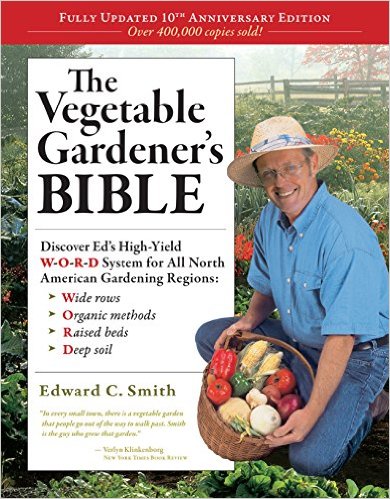 FULLY UPDATED 10TH ANNIVERSARY EDITION
Over 400,000 copies sold!
The
Vegetable
Gardener's
BIBLE
Discover Ed's High-Yield
W-O-R-D System for All North
American Gardening Regions:
Wide rows
Organic methods
Raised beds
Deep soil
Edward C. Smith
"In every small town, there is a vegetable garden
that people go out of the way to walk past. Smith
is the guy who grew that garden."
— Verlyn Klinkenborg
NEW YORK TIMES BOOK REVIEW